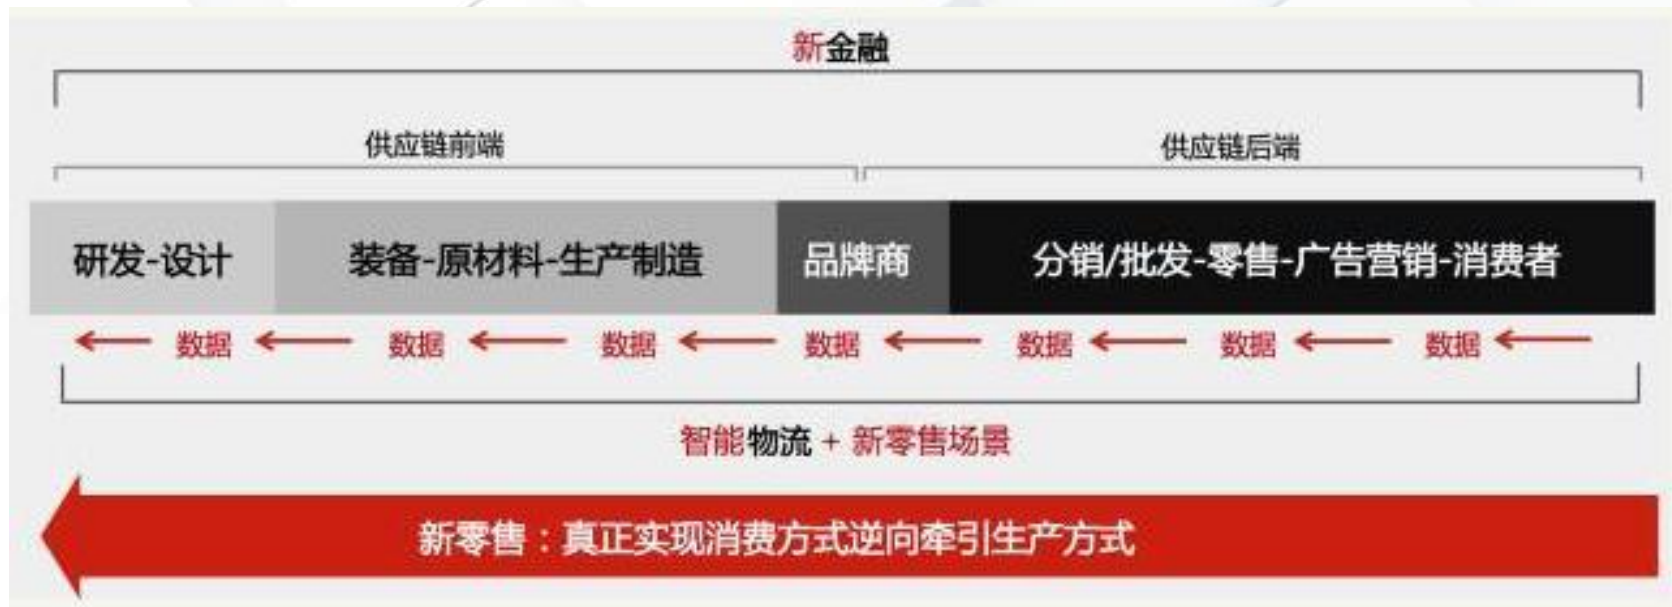 新金融
供应链前端 供应链后端
研发-设计 装备-原材料-生产制造 品牌商 分销/批发-零售-广告营销-消费者
数据 数据 数据 数据 数据 数据 数据
智能物流 + 新零售场景
新零售：真正实现消费方式逆向牵引生产方式